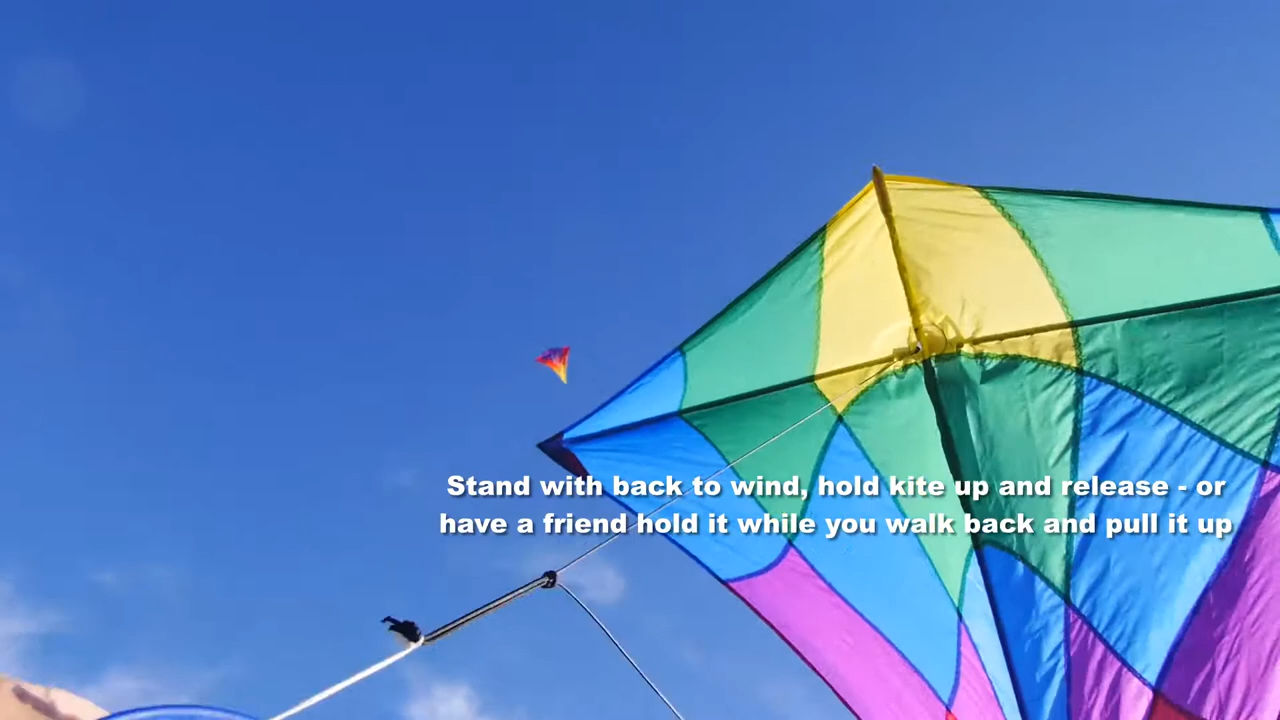 Stand with back to wind, hold kite up and release - or
have a friend hold it while you walk back and pull it up